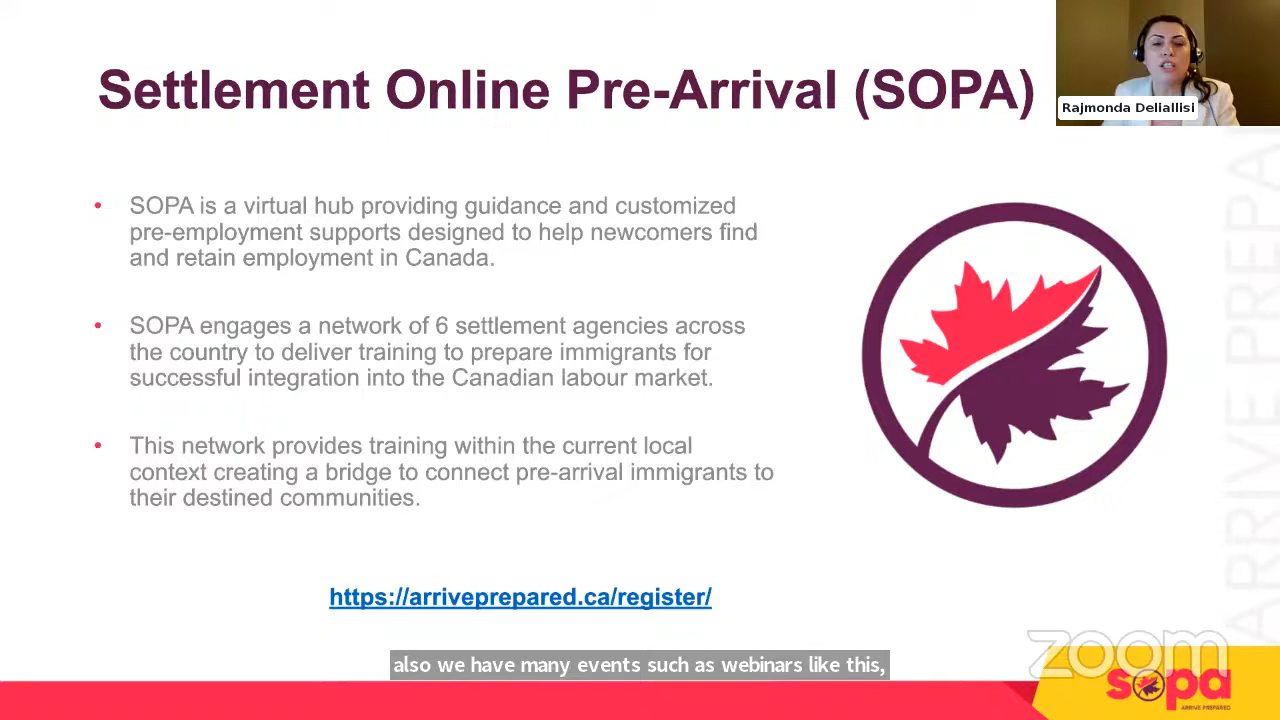 Settlement Online Pre-Arrival (SOPA)
Rajmonda Deliallisi
• SOPA is a virtual hub providing guidance and customized
pre-employment supports designed to help newcomers find
and retain employment in Canada.
• SOPA engages a network of 6 settlement agencies across
the country to deliver training to prepare immigrants for
successful integration into the Canadian labour market.
• This network provides training within the current local
context creating a bridge to connect pre-arrival immigrants to
their destined communities.
https://arriveprepared.ca/register/
also we have many events such as webinars like this,
zoom
sopa
ARRIVE PREPARED
ARRIVE PREPA